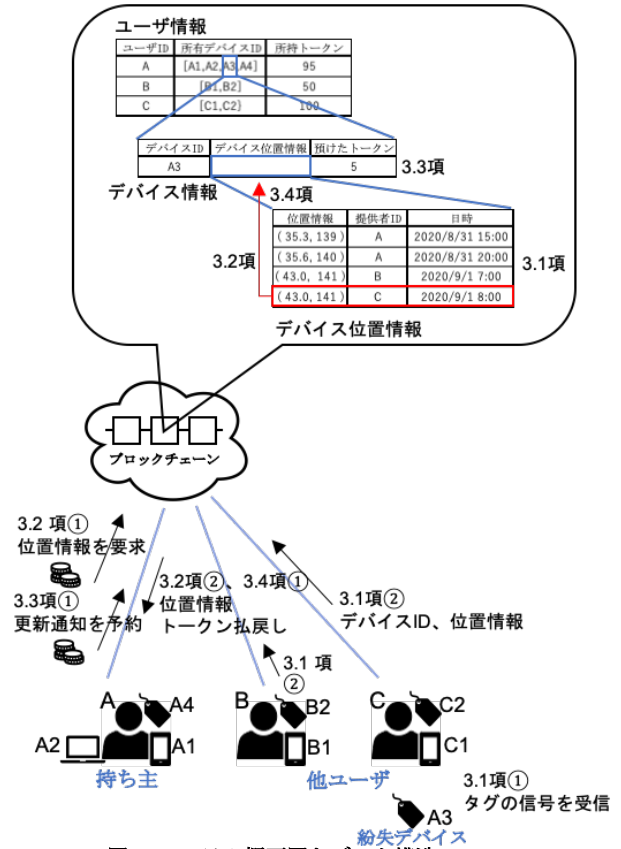 ユーザ情報
ユーザID 所有デバイスID 所持トークン
A [A1,A2,A3,A4] 95
B [B1,B2] 50
C [C1,C2] 100
デバイスID デバイス位置情報 預けたトークン
A3 5
3.3項
デバイス情報
3.4項
位置情報 提供者ID 日時
( 35.3, 139 ) A 2020/8/31 15:00
( 35.6, 140 ) A 2020/8/31 20:00
( 43.0, 141 ) B 2020/9/1 7:00
( 43.0, 141 ) C 2020/9/1 8:00
3.2項
3.1項
デバイス位置情報
ブロックチェーン
3.2 項①
位置情報を要求
3.3項①
更新通知を予約
3.2項②、3.4項①
位置情報
トークン払戻し
3.1項②
デバイスID、位置情報
3.1 項
②
A
A4
A2
A1
持ち主
B
B2
B1
C
C2
C1
他ユーザ
3.1項①
タグの信号を受信
A3
紛失デバイス